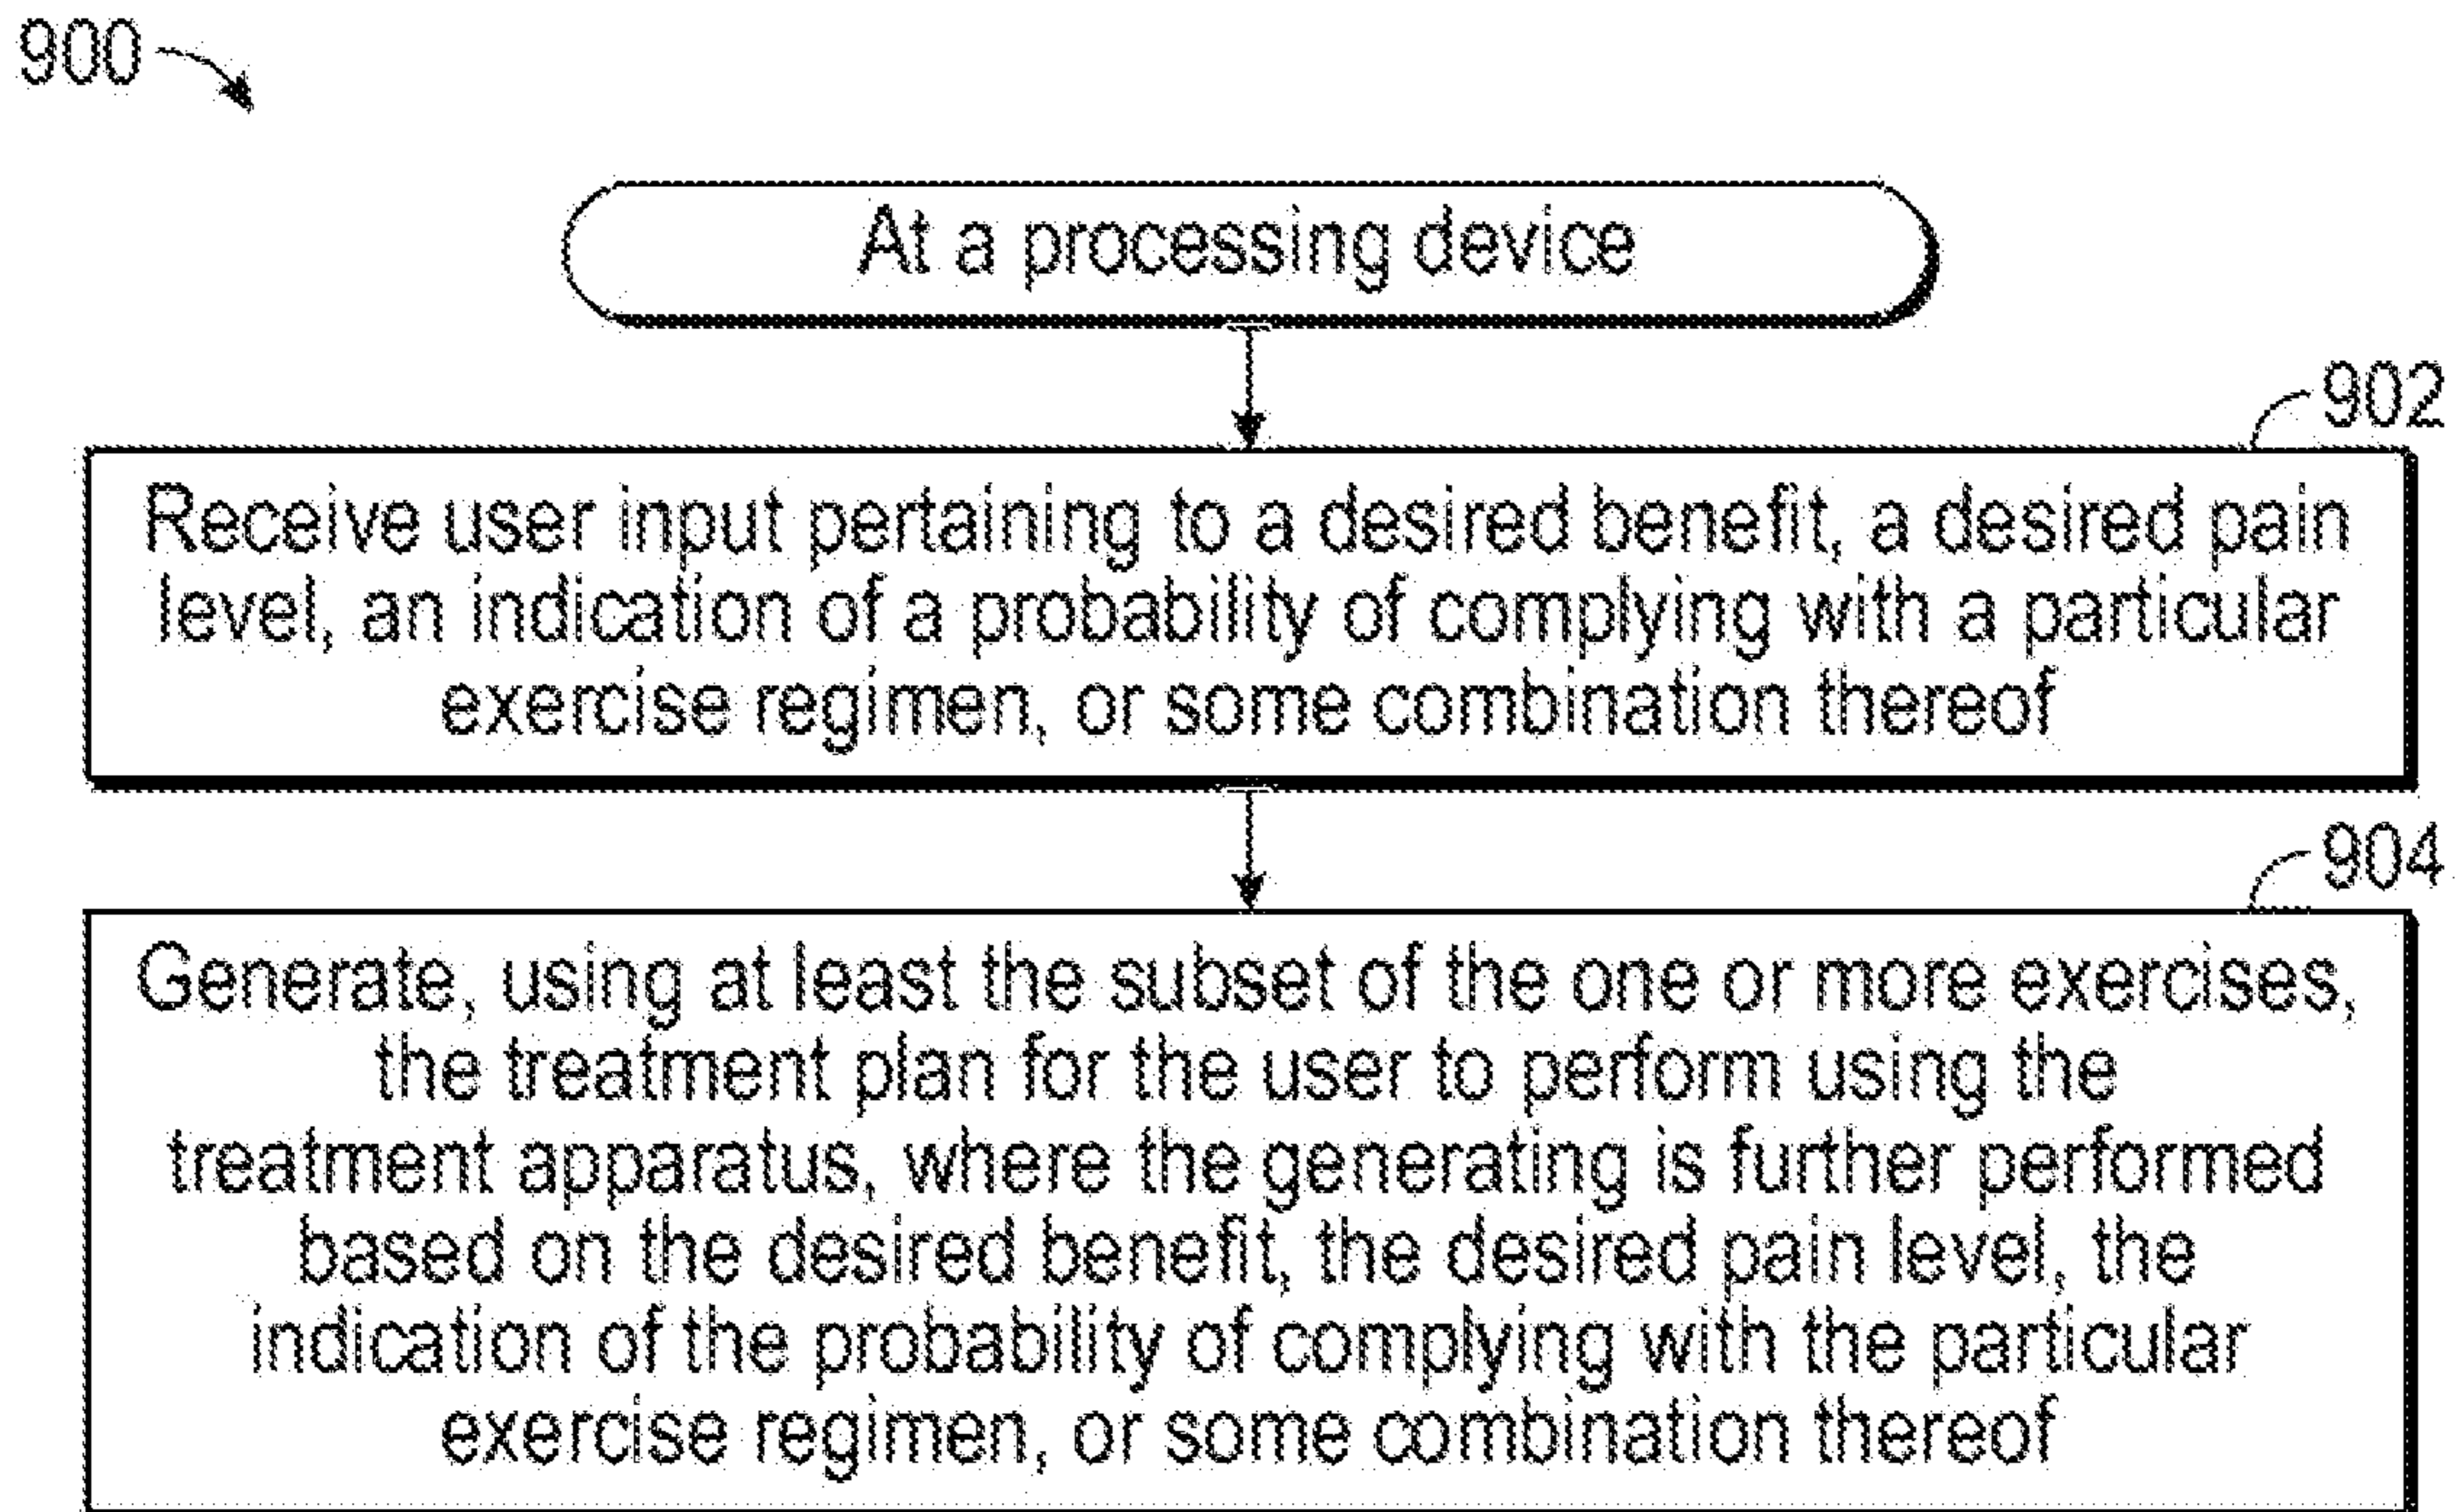 900
At a processing device
902
Receive user input pertaining to a desired benefit, a desired pain
level, an indication of a probability of complying with a particular
exercise regimen, or some combination thereof
904
Generate, using at least the subset of the one or more exercises,
the treatment plan for the user to perform using the
treatment apparatus, where the generating is further performed
based on the desired benefit, the desired pain level, the
indication of the probability of complying with the particular
exercise regimen, or some combination thereof